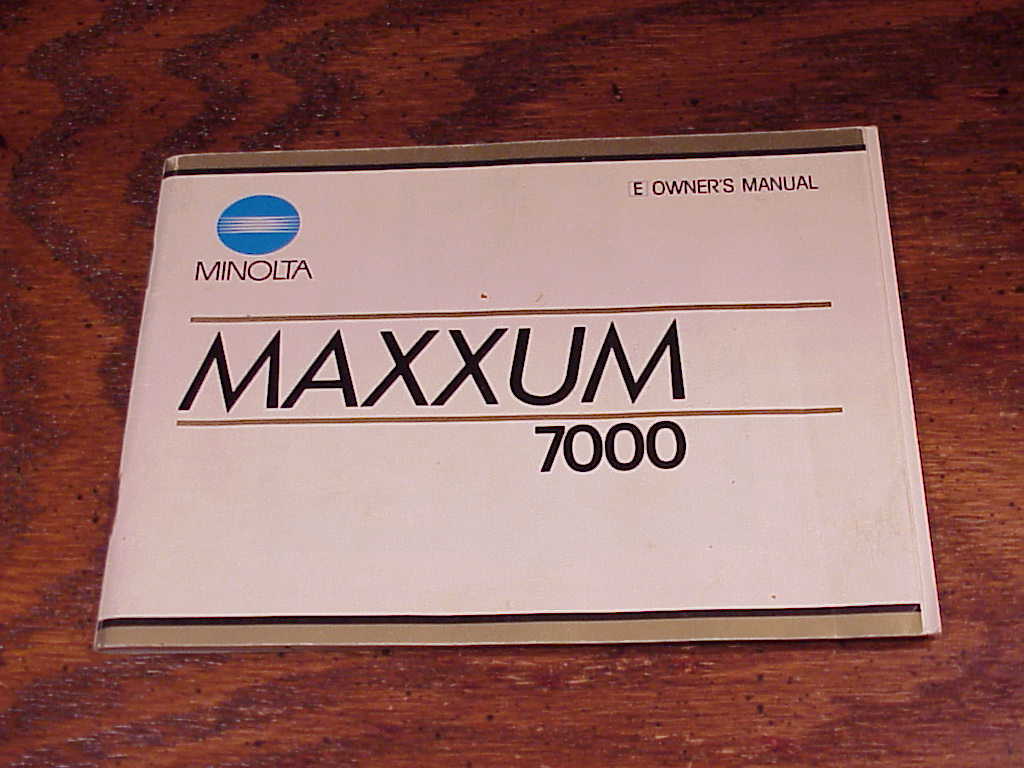 E OWNER'S MANUAL
MINOLTA
MAXXUM
7000